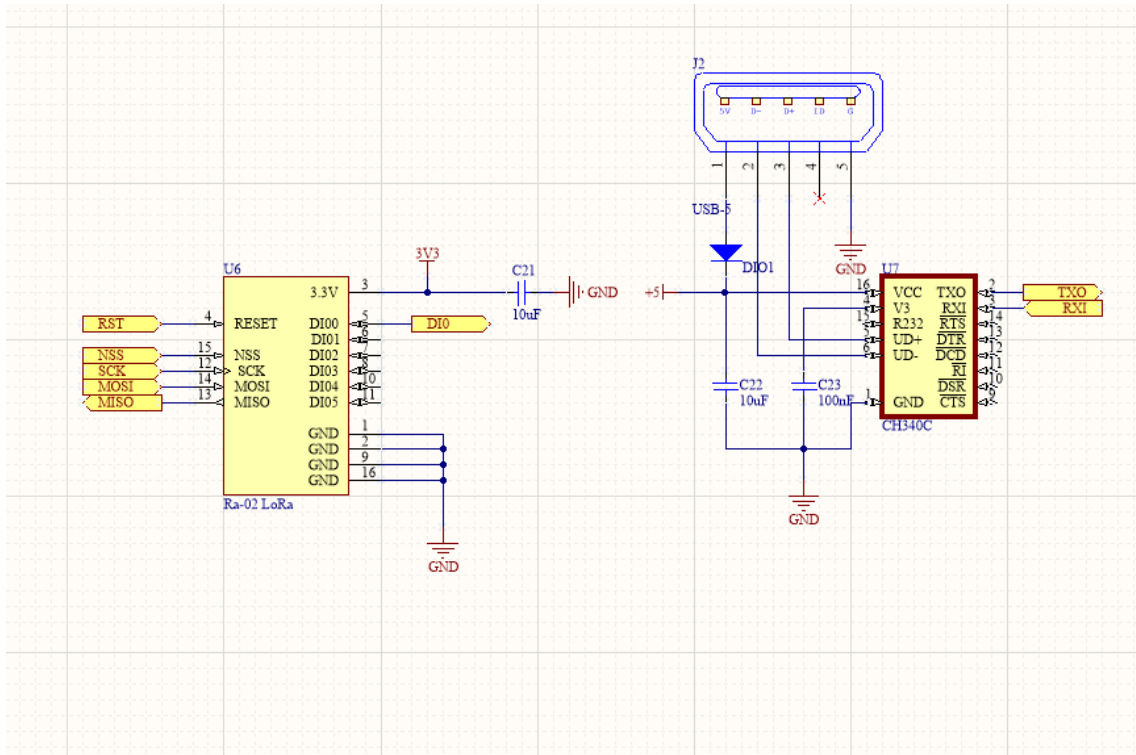 J2
5V D- D+ ID G
1 2 3 4 5
USB-5
GND
DIO1
+5
U6
3V3
3.3V 3
C21
10uF
GND
RST 4 RESET
DI00 5 DI0
DI01 6
NSS 15 NSS
DI02 7
SCK 12 SCK
DI03 8
MOSI 14 MOSI
DI04 10
MISO 13 MISO
DI05 11
GND 1
GND 2
GND 9
GND 16
Ra-02 LoRa
GND
U7
16 VCC TXO 2 TXO
4 V3 RXI 3 RXI
15 R232 RTS 14
5 UD+ DTR 13
6 UD- DCD 12
RI 11
DSR 10
1 GND CTS 9
CH340C
C22
10uF
C23
100nF
GND